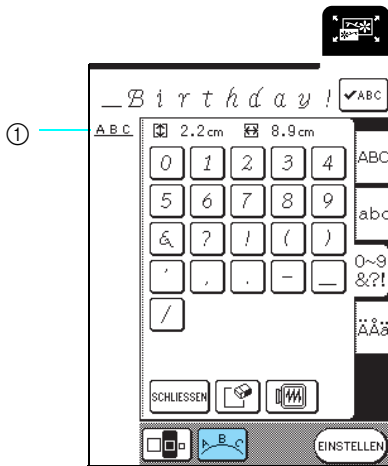 _Birthday! ABC
① ABC 2.2cm 8.9cm
0 1 2 3 4 ABC
5 6 7 8 9 abc
& ? ! ( ) 0~9 &?!
' , . - _ ÄÅä
/
SCHLIESSEN
B EINSTELLEN